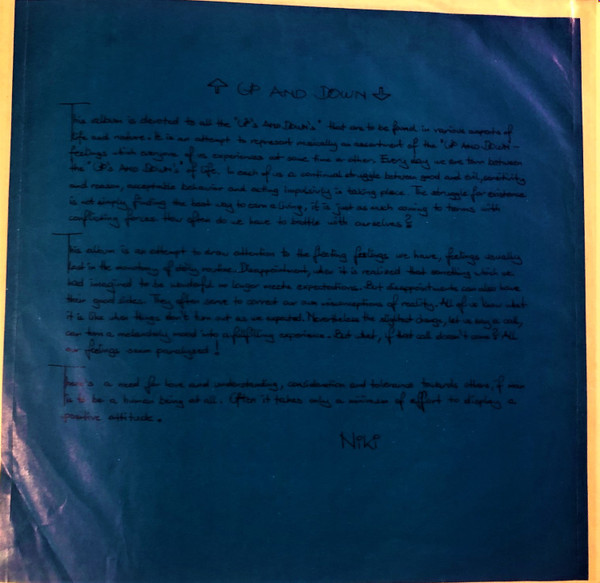 UP AND DOWN
This album is devoted to all the "UP's AND DOWN's" that are to be found in various aspects of
life and nature. It is an attempt to represent musically an assortment of the "UP AND DOWN"-
feelings which everyone of us experiences at some time or other. Every day we are torn between
the "UP's AND DOWN's" of life. In each of us a continual struggle between good and evil, sensitivity
and reason, acceptable behavior and acting impulsively is taking place. The struggle for existence
is not simply finding the best way to earn a living, it is just as much coming to terms with
conflicting forces. How often do we have to battle with ourselves?
This album is an attempt to draw attention to the fleeting feelings we have, feelings usually
lost in the monotony of daily routine. Disappointment, when it is realized that something which we
had imagined to be wonderful no longer meets expectations. But disappointments can also have
their good sides. They often serve to correct our own misconceptions of reality. All of us know what
it is like when things don't turn out as we expected. Nevertheless the slightest change, let us say a call,
can turn a melancholy mood into a fulfilling experience. But what, if that call doesn't come? All
our feelings seem paralysed!
There's a need for love and understanding, consideration and tolerance towards others, if man
is to be a human being at all. Often it takes only a minimum of effort to display a
positive attitude.
Niki